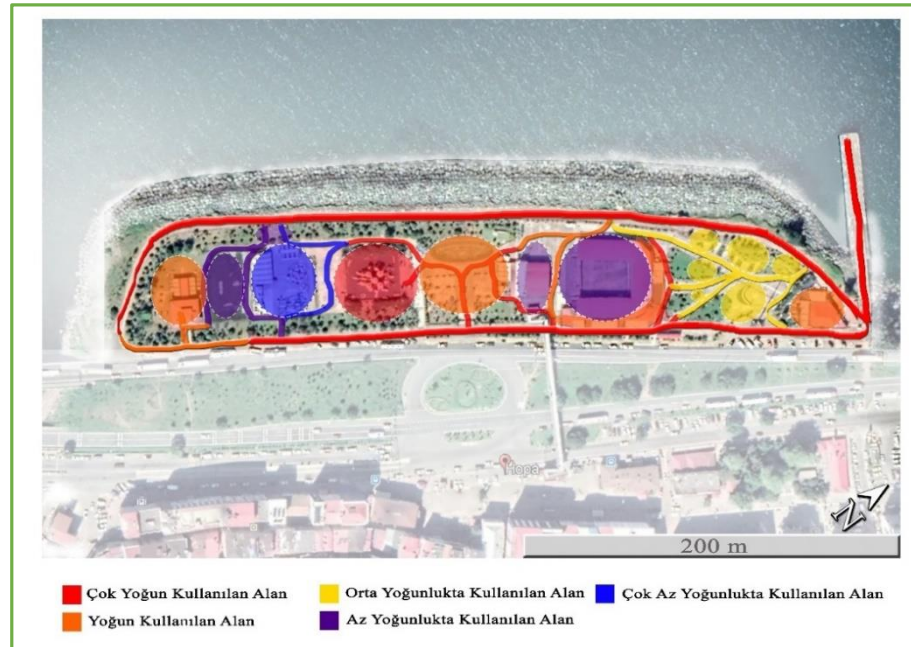 Hopa
N
200 m
Çok Yoğun Kullanılan Alan
Orta Yoğunlukta Kullanılan Alan
Çok Az Yoğunlukta Kullanılan Alan
Yoğun Kullanılan Alan
Az Yoğunlukta Kullanılan Alan